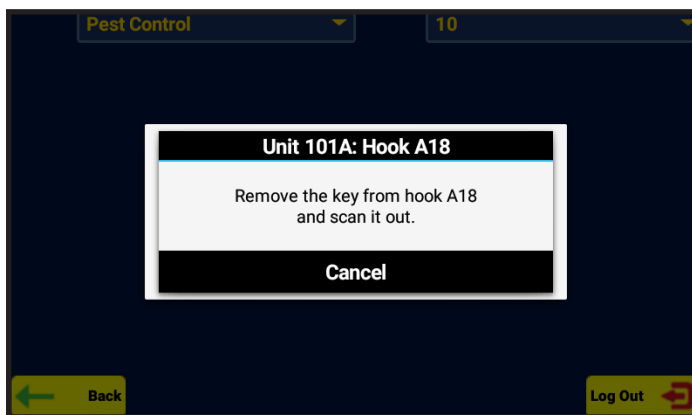 Pest Control
10
Unit 101A: Hook A18
Remove the key from hook A18
and scan it out.
Cancel
Back
Log Out